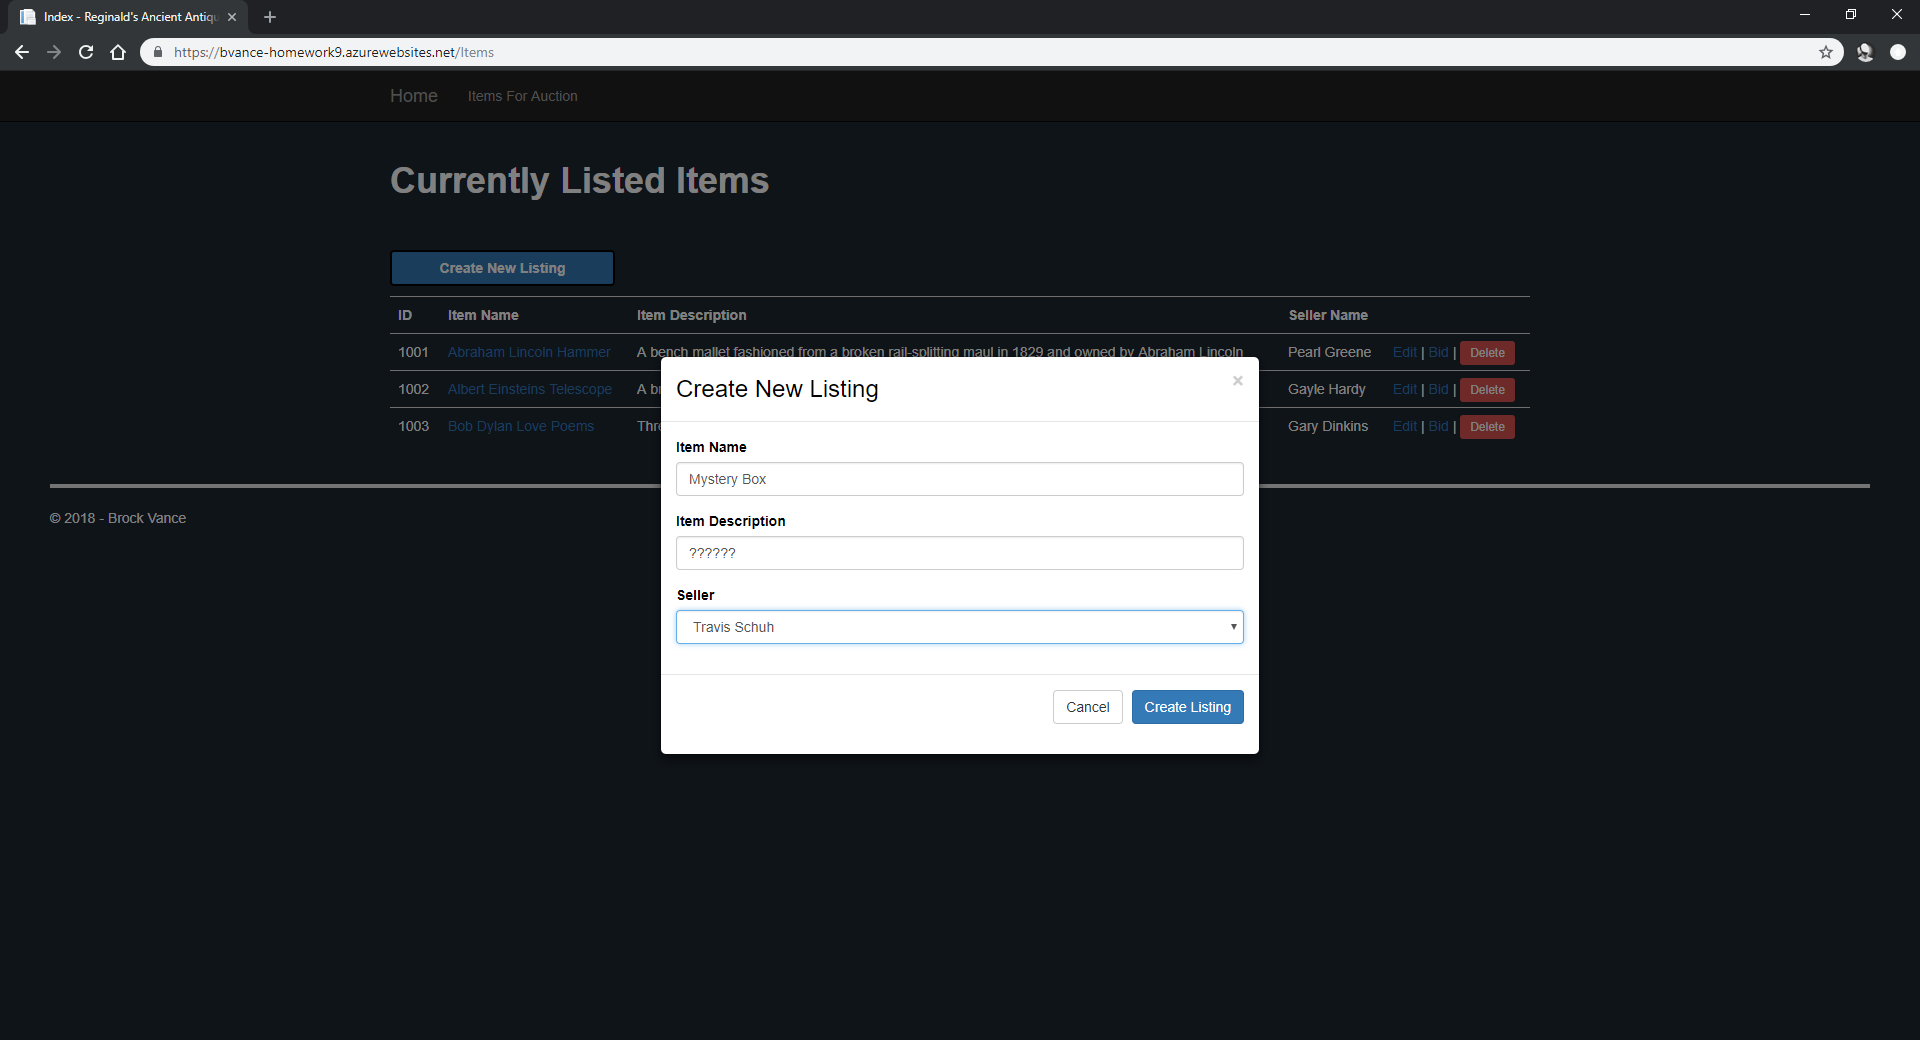 Index - Reginald's Ancient Antiqu
https://bvance-homework9.azurewebsites.net/Items
Home Items For Auction
Currently Listed Items
Create New Listing
ID Item Name Item Description Seller Name
1001 Abraham Lincoln Hammer A bench mallet fashioned from a broken rail-splitting maul in 1829 and owned by Abraham Lincoln Pearl Greene Edit | Bid | Delete
1002 Albert Einsteins Telescope A br Gayle Hardy Edit | Bid | Delete
1003 Bob Dylan Love Poems Thre Gary Dinkins Edit | Bid | Delete
© 2018 - Brock Vance
Create New Listing ×
Item Name
Mystery Box
Item Description
??????
Seller
Travis Schuh
Cancel Create Listing